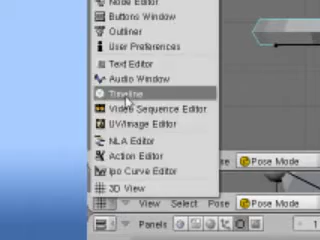 Node Editor
Buttons Window
Outliner
User Preferences
Text Editor
Audio Window
Timeline
Video Sequence Editor
UV/Image Editor
NLA Editor
Action Editor
Ipo Curve Editor
3D View
Pose Mode
View Select Pose Pose Mode
Panels 1